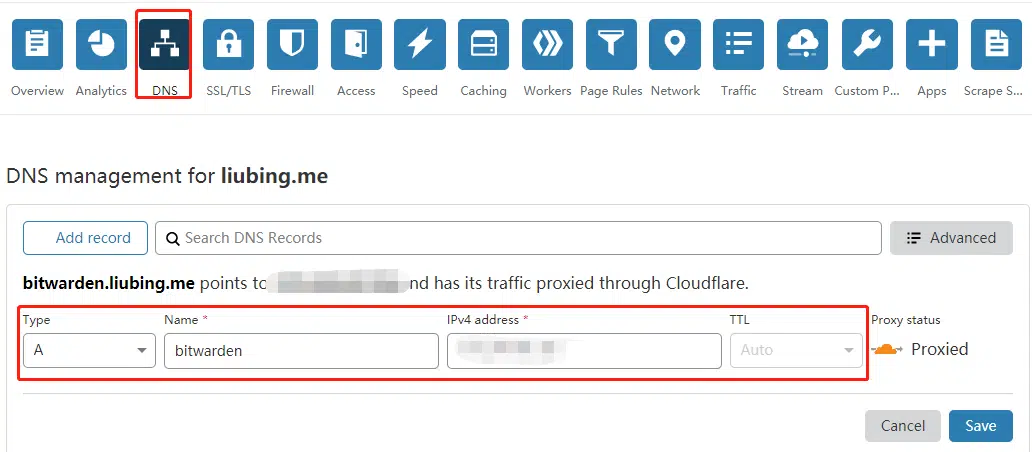 Overview Analytics DNS SSL/TLS Firewall Access Speed Caching Workers Page Rules Network Traffic Stream Custom P... Apps Scrape S...
DNS management for liubing.me
Add record Search DNS Records Advanced
bitwarden.liubing.me points to nd has its traffic proxied through Cloudflare.
Type Name * IPv4 address * TTL Proxy status
A bitwarden Auto Proxied
Cancel Save